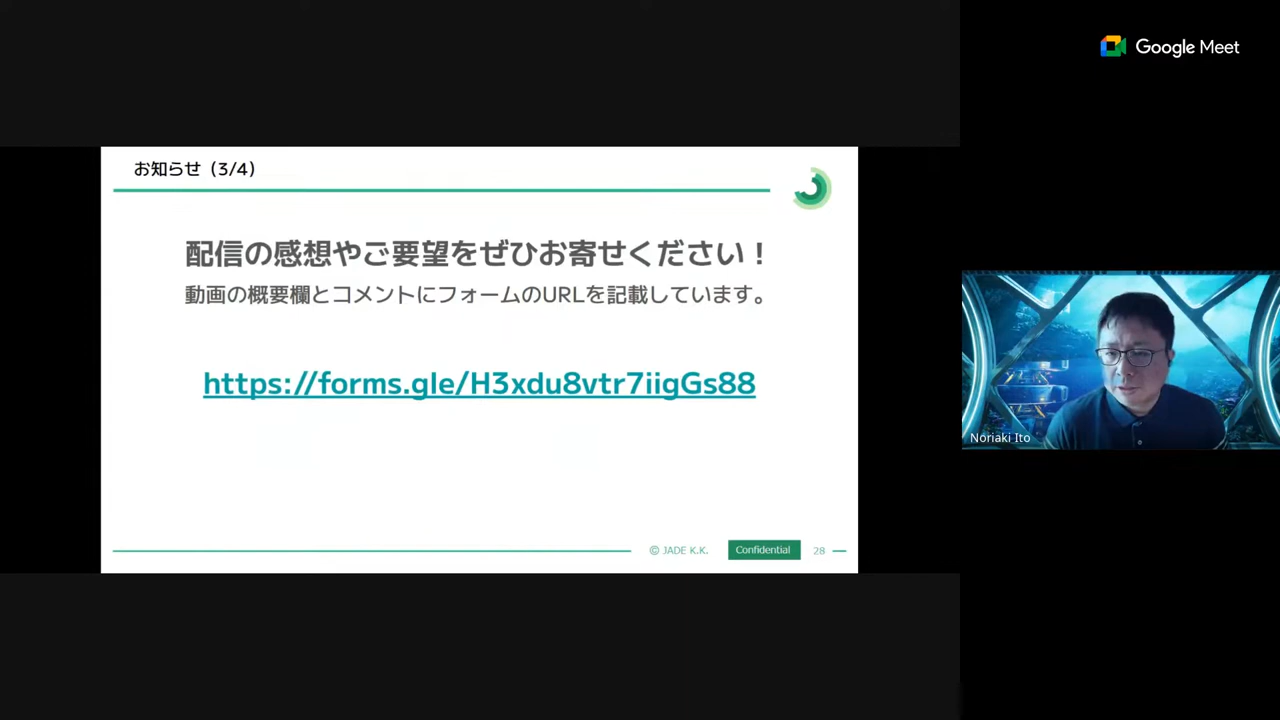 Google Meet
お知らせ（3/4）
配信の感想やご要望をぜひお寄せください！
動画の概要欄とコメントにフォームのURLを記載しています。
https://forms.gle/H3xdu8vtr7iigGs88
Noriaki Ito
© JADE K.K.
Confidential
28